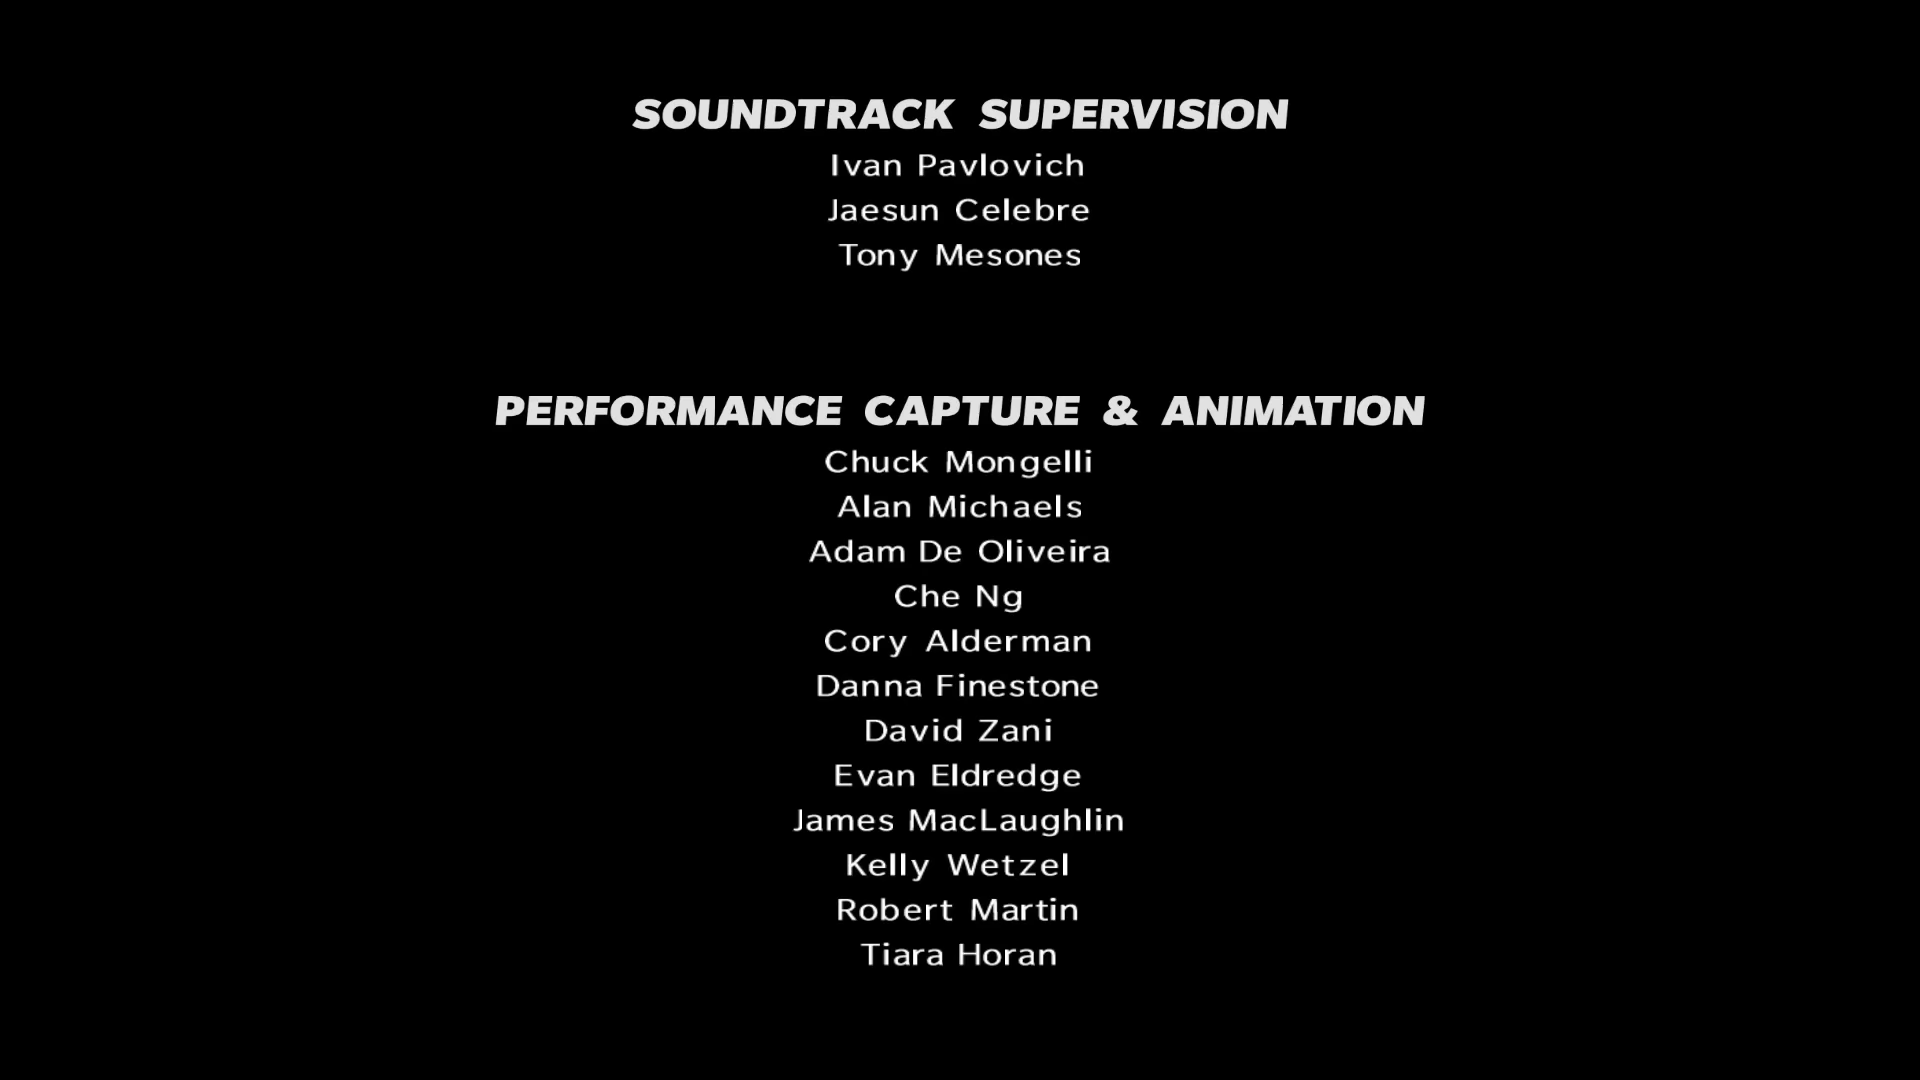 SOUNDTRACK SUPERVISION
Ivan Pavlovich
Jaesun Celebre
Tony Mesones
PERFORMANCE CAPTURE & ANIMATION
Chuck Mongelli
Alan Michaels
Adam De Oliveira
Che Ng
Cory Alderman
Danna Finestone
David Zani
Evan Eldredge
James MacLaughlin
Kelly Wetzel
Robert Martin
Tiara Horan